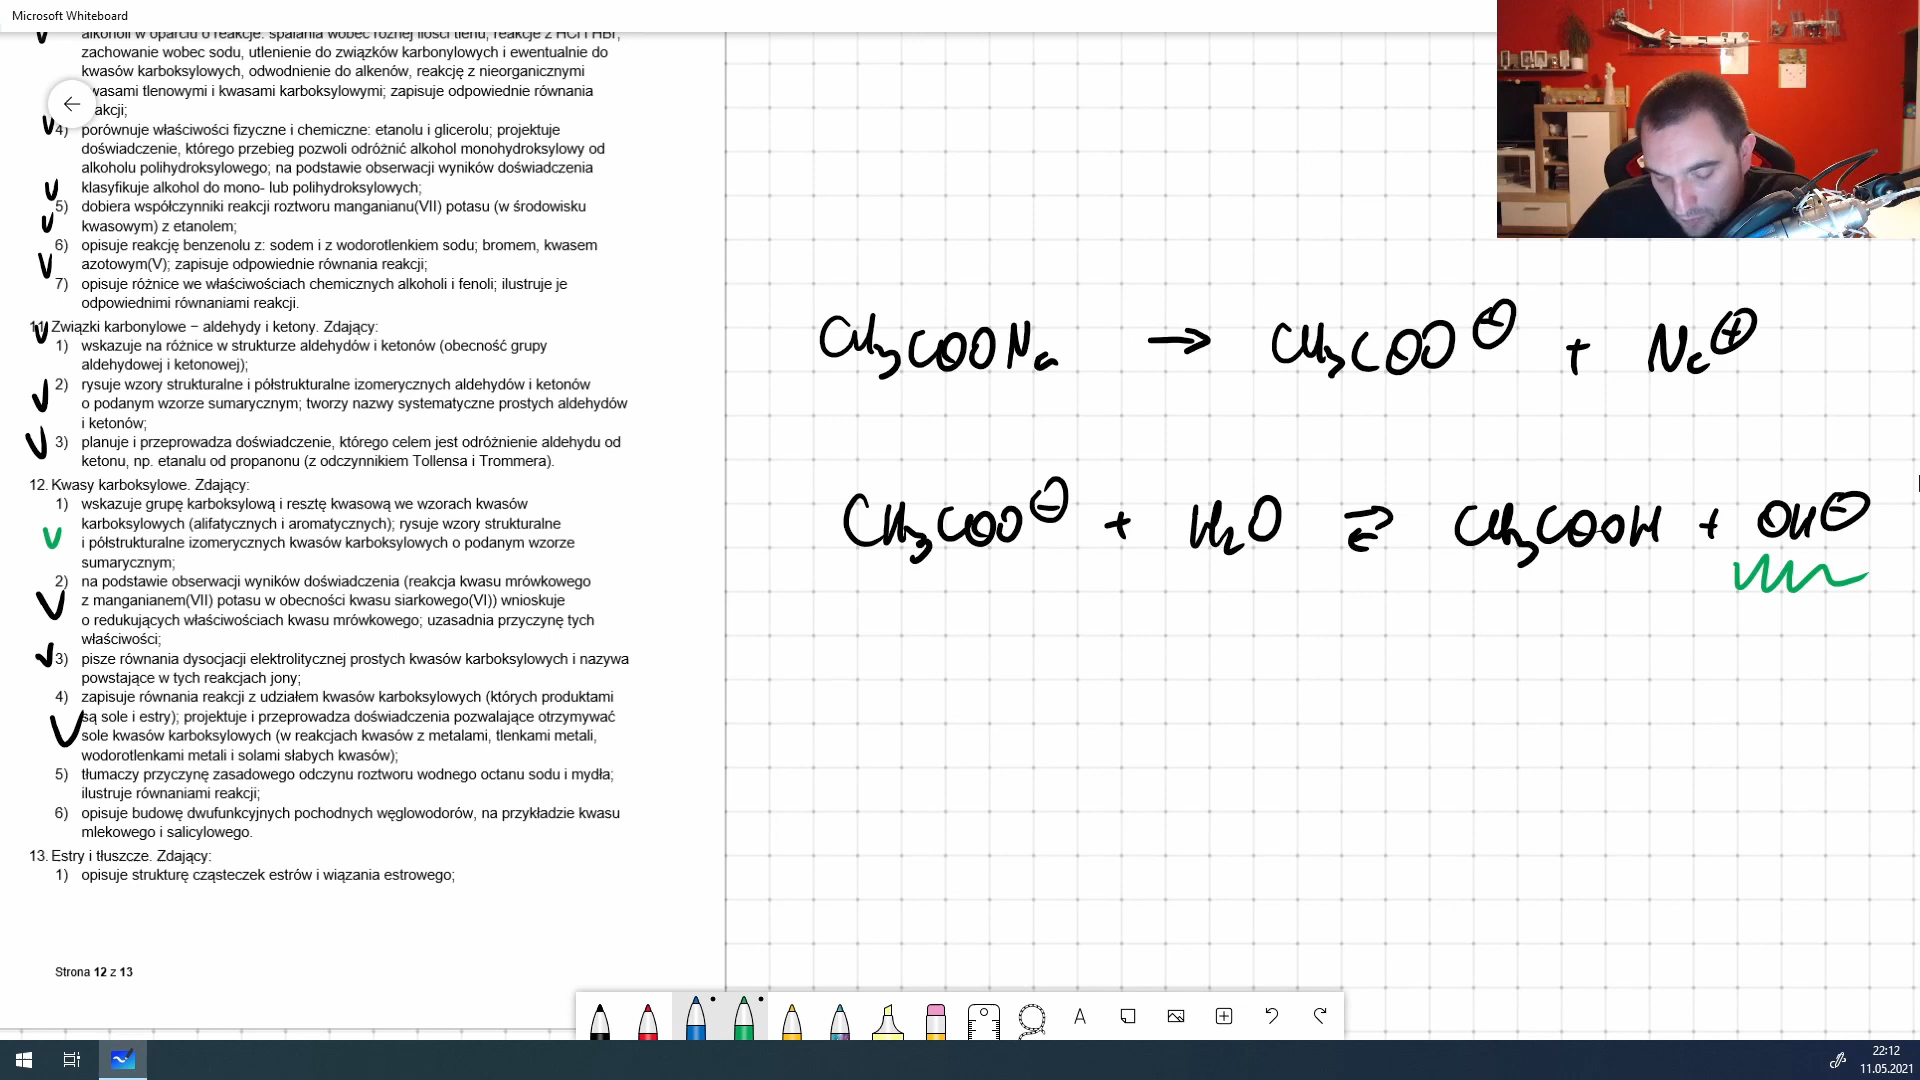 Microsoft Whiteboard
alkoholi w oparciu o reakcje: spalania wobec różnej ilości tlenu, reakcje z HCl i HBr,
zachowanie wobec sodu, utlenienie do związków karbonylowych i ewentualnie do
kwasów karboksylowych, odwodnienie do alkenów, reakcję z nieorganicznymi
kwasami tlenowymi i kwasami karboksylowymi; zapisuje odpowiednie równania
reakcji;
4) porównuje właściwości fizyczne i chemiczne: etanolu i glicerolu; projektuje
doświadczenie, którego przebieg pozwoli odróżnić alkohol monohydroksylowy od
alkoholu polihydroksylowego; na podstawie obserwacji wyników doświadczenia
klasyfikuje alkohol do mono- lub polihydroksylowych;
5) dobiera współczynniki reakcji roztworu manganianu(VII) potasu (w środowisku
kwasowym) z etanolem;
6) opisuje reakcję benzenolu z: sodem i z wodorotlenkiem sodu; bromem, kwasem
azotowym(V); zapisuje odpowiednie równania reakcji;
7) opisuje różnice we właściwościach chemicznych alkoholi i fenoli; ilustruje je
odpowiednimi równaniami reakcji.
11. Związki karbonylowe − aldehydy i ketony. Zdający:
1) wskazuje na różnice w strukturze aldehydów i ketonów (obecność grupy
aldehydowej i ketonowej);
2) rysuje wzory strukturalne i półstrukturalne izomerycznych aldehydów i ketonów
o podanym wzorze sumarycznym; tworzy nazwy systematyczne prostych aldehydów
i ketonów;
3) planuje i przeprowadza doświadczenie, którego celem jest odróżnienie aldehydu od
ketonu, np. etanalu od propanonu (z odczynnikiem Tollensa i Trommera).
12. Kwasy karboksylowe. Zdający:
1) wskazuje grupę karboksylową i resztę kwasową we wzorach kwasów
karboksylowych (alifatycznych i aromatycznych); rysuje wzory strukturalne
i półstrukturalne izomerycznych kwasów karboksylowych o podanym wzorze
sumarycznym;
2) na podstawie obserwacji wyników doświadczenia (reakcja kwasu mrówkowego
z manganianem(VII) potasu w obecności kwasu siarkowego(VI)) wnioskuje
o redukujących właściwościach kwasu mrówkowego; uzasadnia przyczynę tych
właściwości;
3) pisze równania dysocjacji elektrolitycznej prostych kwasów karboksylowych i nazywa
powstające w tych reakcjach jony;
4) zapisuje równania reakcji z udziałem kwasów karboksylowych (których produktami
są sole i estry); projektuje i przeprowadza doświadczenia pozwalające otrzymywać
sole kwasów karboksylowych (w reakcjach kwasów z metalami, tlenkami metali,
wodorotlenkami metali i solami słabych kwasów);
5) tłumaczy przyczynę zasadowego odczynu roztworu wodnego octanu sodu i mydła;
ilustruje równaniami reakcji;
6) opisuje budowę dwufunkcyjnych pochodnych węglowodorów, na przykładzie kwasu
mlekowego i salicylowego.
13. Estry i tłuszcze. Zdający:
1) opisuje strukturę cząsteczek estrów i wiązania estrowego;
Strona 12 z 13
CH₃COONa → CH₃COO⊖ + Na⊕
CH₃COO⊖ + H₂O ⇄ CH₃COOH + OH⊖
A
22:12
11.05.2021